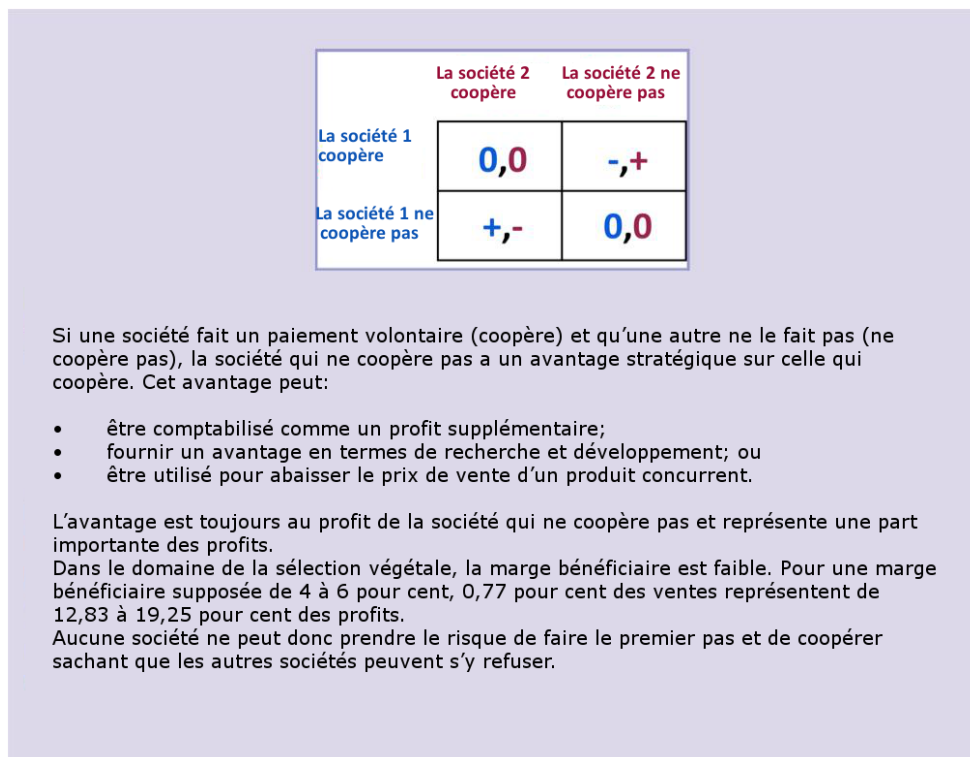 La société 2 coopère
La société 2 ne coopère pas
La société 1 coopère
0,0
-,+
La société 1 ne coopère pas
+,-
0,0
Si une société fait un paiement volontaire (coopère) et qu’une autre ne le fait pas (ne
coopère pas), la société qui ne coopère pas a un avantage stratégique sur celle qui
coopère. Cet avantage peut:
• être comptabilisé comme un profit supplémentaire;
• fournir un avantage en termes de recherche et développement; ou
• être utilisé pour abaisser le prix de vente d’un produit concurrent.
L’avantage est toujours au profit de la société qui ne coopère pas et représente une part
importante des profits.
Dans le domaine de la sélection végétale, la marge bénéficiaire est faible. Pour une marge
bénéficiaire supposée de 4 à 6 pour cent, 0,77 pour cent des ventes représentent de
12,83 à 19,25 pour cent des profits.
Aucune société ne peut donc prendre le risque de faire le premier pas et de coopérer
sachant que les autres sociétés peuvent s’y refuser.